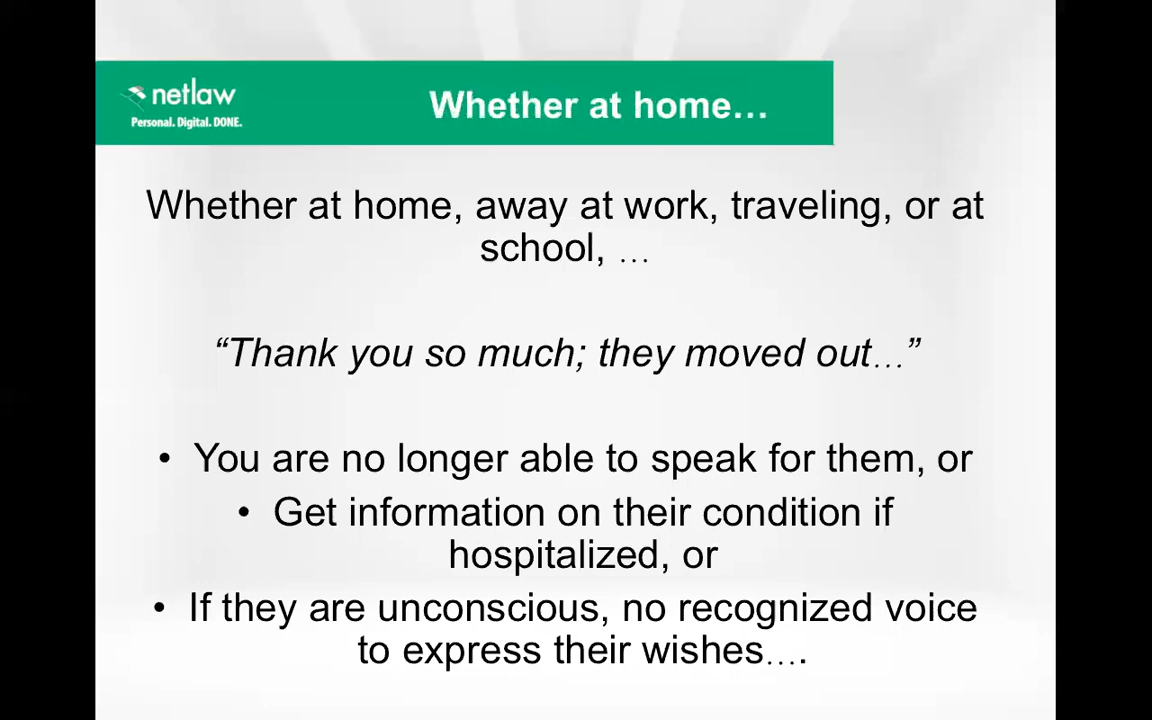 netlaw
Personal. Digital. DONE.
Whether at home…
Whether at home, away at work, traveling, or at
school, …
“Thank you so much; they moved out…”
• You are no longer able to speak for them, or
• Get information on their condition if
hospitalized, or
• If they are unconscious, no recognized voice
to express their wishes….